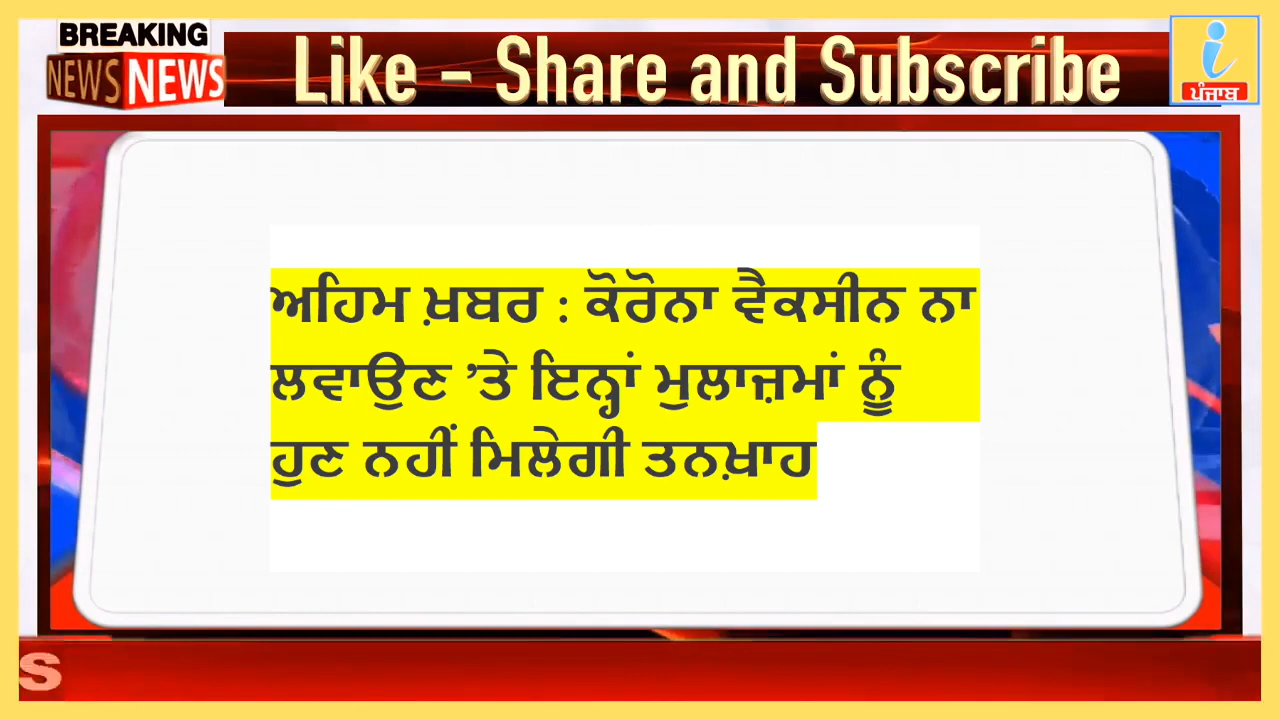 BREAKING
NEWS NEWS
Like – Share and Subscribe
i
ਪੰਜਾਬ
ਅਹਿਮ ਖ਼ਬਰ : ਕੋਰੋਨਾ ਵੈਕਸੀਨ ਨਾ
ਲਵਾਉਣ ’ਤੇ ਇਨ੍ਹਾਂ ਮੁਲਾਜ਼ਮਾਂ ਨੂੰ
ਹੁਣ ਨਹੀਂ ਮਿਲੇਗੀ ਤਨਖ਼ਾਹ
S